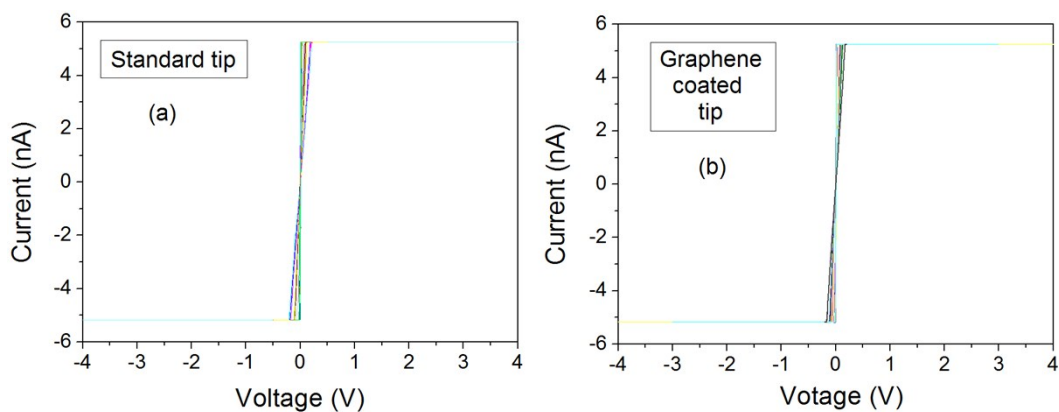 6
4
2
0
-2
-4
-6
Current (nA)
Standard tip
(a)
-4 -3 -2 -1 0 1 2 3 4
Voltage (V)
6
4
2
0
-2
-4
-6
Current (nA)
Graphene
coated
tip
(b)
-4 -3 -2 -1 0 1 2 3 4
Votage (V)